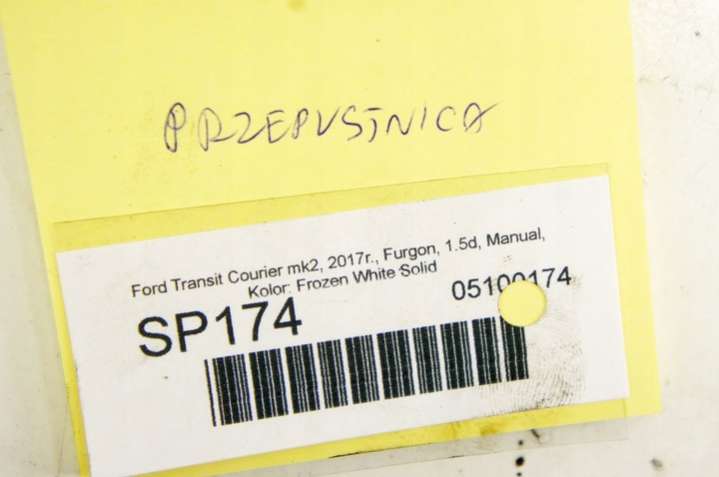 PRZEPUSTNICA
Ford Transit Courier mk2, 2017r., Furgon, 1.5d, Manual,
Kolor: Frozen White Solid
05100174
SP174